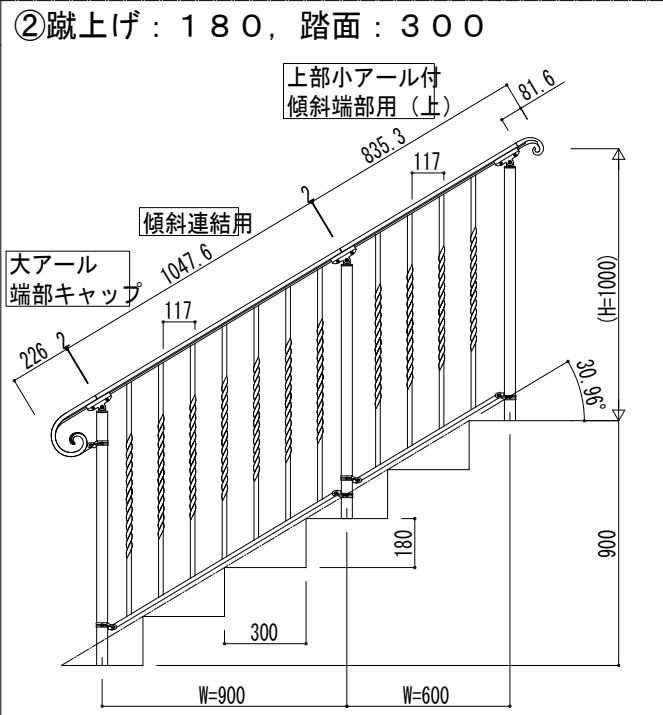 ②蹴上げ：１８０，踏面：３００
上部小アール付
傾斜端部用（上）
81.6
835.3
117
2
傾斜連結用
1047.6
大アール
端部キャップ
117
226
2
(H=1000)
30.96°
180
900
300
W=900
W=600